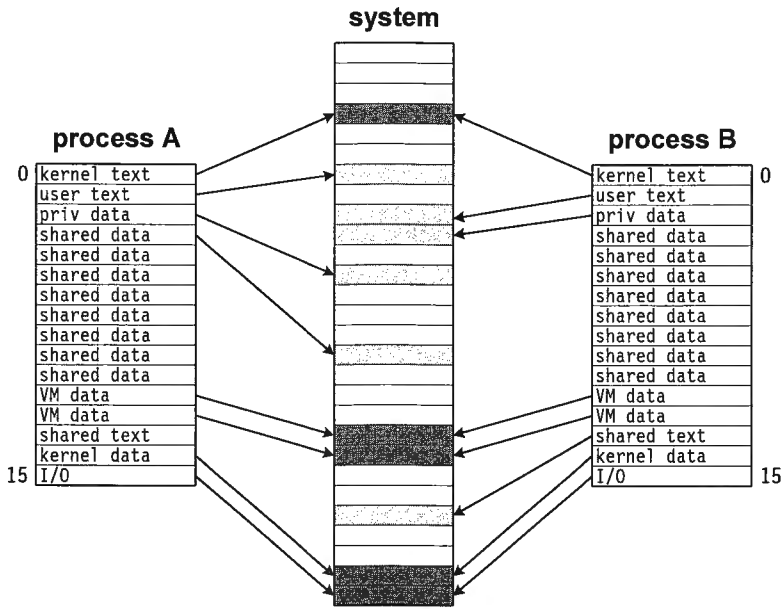 system
process A
0 kernel text
user text
priv data
shared data
shared data
shared data
shared data
shared data
shared data
shared data
shared data
VM data
VM data
shared text
kernel data
15 I/O
process B
kernel text 0
user text
priv data
shared data
shared data
shared data
shared data
shared data
shared data
shared data
shared data
VM data
VM data
shared text
kernel data
I/O 15